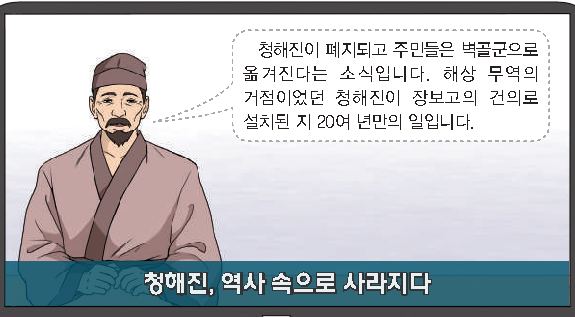 청해진이 폐지되고 주민들은 벽골군으로
옮겨진다는 소식입니다. 해상 무역의
거점이었던 청해진이 장보고의 건의로
설치된 지 20여 년만의 일입니다.
청해진, 역사 속으로 사라지다